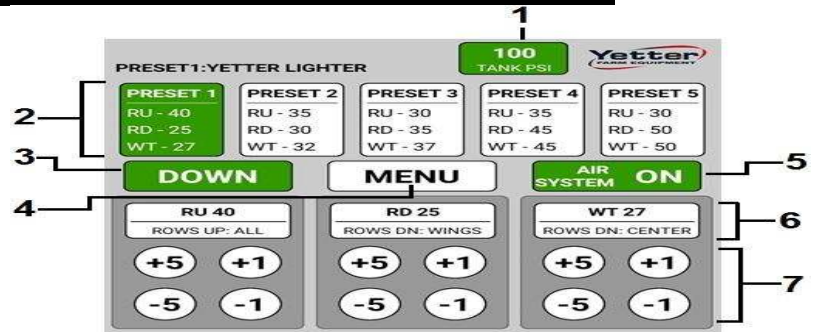 1
100
TANK PSI
Yetter
FARM EQUIPMENT
PRESET1:YETTER LIGHTER
2
PRESET 1
RU - 40
RD - 25
WT - 27
PRESET 2
RU - 35
RD - 30
WT - 32
PRESET 3
RU - 30
RD - 35
WT - 37
PRESET 4
RU - 35
RD - 45
WT - 45
PRESET 5
RU - 30
RD - 50
WT - 50
3
DOWN
4
MENU
AIR
SYSTEM ON
5
RU 40
ROWS UP: ALL
RD 25
ROWS DN: WINGS
WT 27
ROWS DN: CENTER
6
+5 +1
-5 -1
+5 +1
-5 -1
+5 +1
-5 -1
7